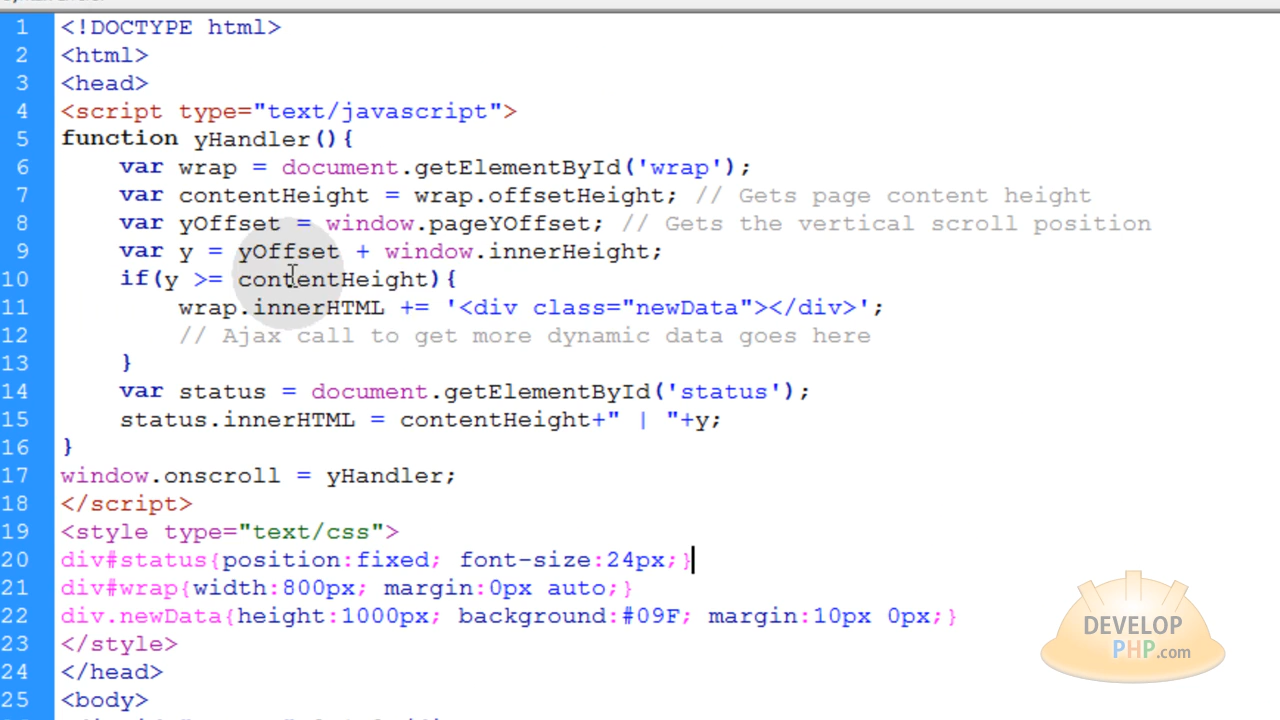 1 <!DOCTYPE html>
2 <html>
3 <head>
4 <script type="text/javascript">
5 function yHandler(){
6     var wrap = document.getElementById('wrap');
7     var contentHeight = wrap.offsetHeight; // Gets page content height
8     var yOffset = window.pageYOffset; // Gets the vertical scroll position
9     var y = yOffset + window.innerHeight;
10     if(y >= contentHeight){
11         wrap.innerHTML += '<div class="newData"></div>';
12         // Ajax call to get more dynamic data goes here
13     }
14     var status = document.getElementById('status');
15     status.innerHTML = contentHeight+" | "+y;
16 }
17 window.onscroll = yHandler;
18 </script>
19 <style type="text/css">
20 div#status{position:fixed; font-size:24px;}
21 div#wrap{width:800px; margin:0px auto;}
22 div.newData{height:1000px; background:#09F; margin:10px 0px;}
23 </style>
24 </head>
25 <body>
DEVELOP
PHP.com